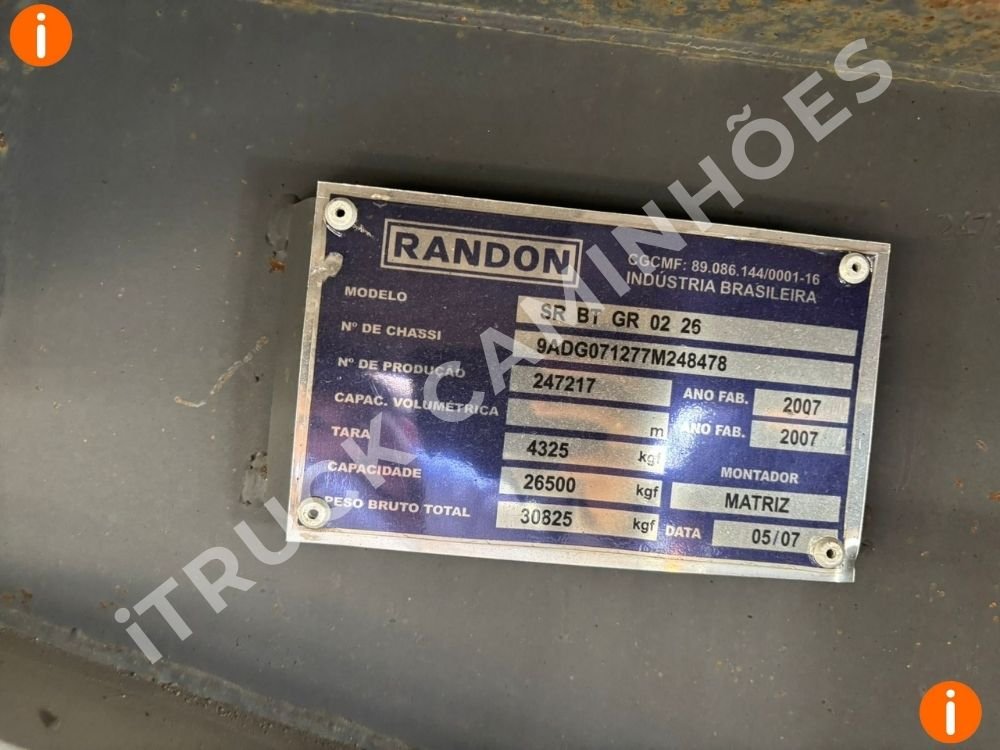 RANDON
CGCMF: 89.086.144/0001-16
INDÚSTRIA BRASILEIRA
MODELO SR BT GR 02 26
Nº DE CHASSI 9ADG071277M248478
Nº DE PRODUÇÃO 247217 ANO FAB. 2007
CAPAC. VOLUMÉTRICA m ANO FAB. 2007
TARA 4325 kgf
MONTADOR
CAPACIDADE 26500 kgf MATRIZ
PESO BRUTO TOTAL 30825 kgf DATA 05/07
iTRUCK CAMINHÕES
i
i